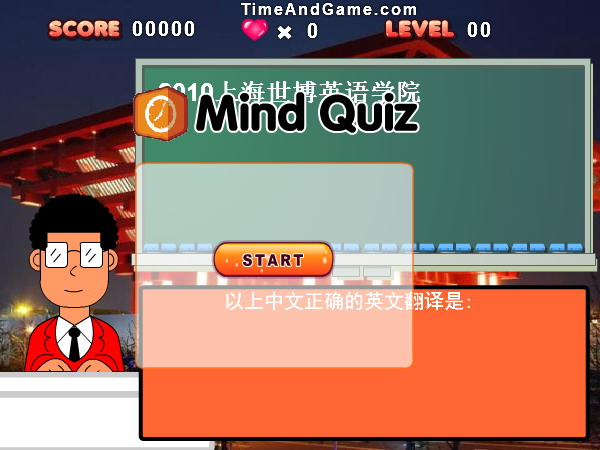 TimeAndGame.com
SCORE 00000
× 0
LEVEL 00
2010上海世博英语学院
Mind Quiz
START
以上中文正确的英文翻译是: